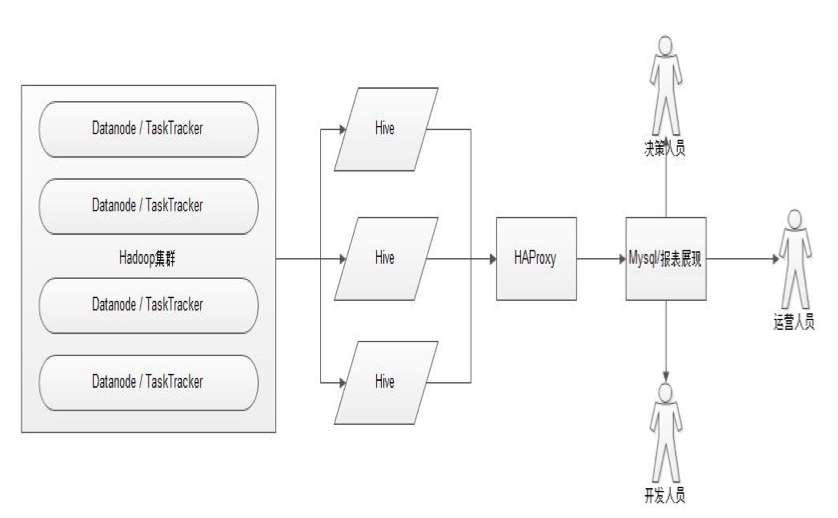 决策人员
Datanode / TaskTracker
Hive
Datanode / TaskTracker
Hadoop集群
Hive
HAProxy
Mysql/报表展现
运营人员
Datanode / TaskTracker
Datanode / TaskTracker
Hive
开发人员